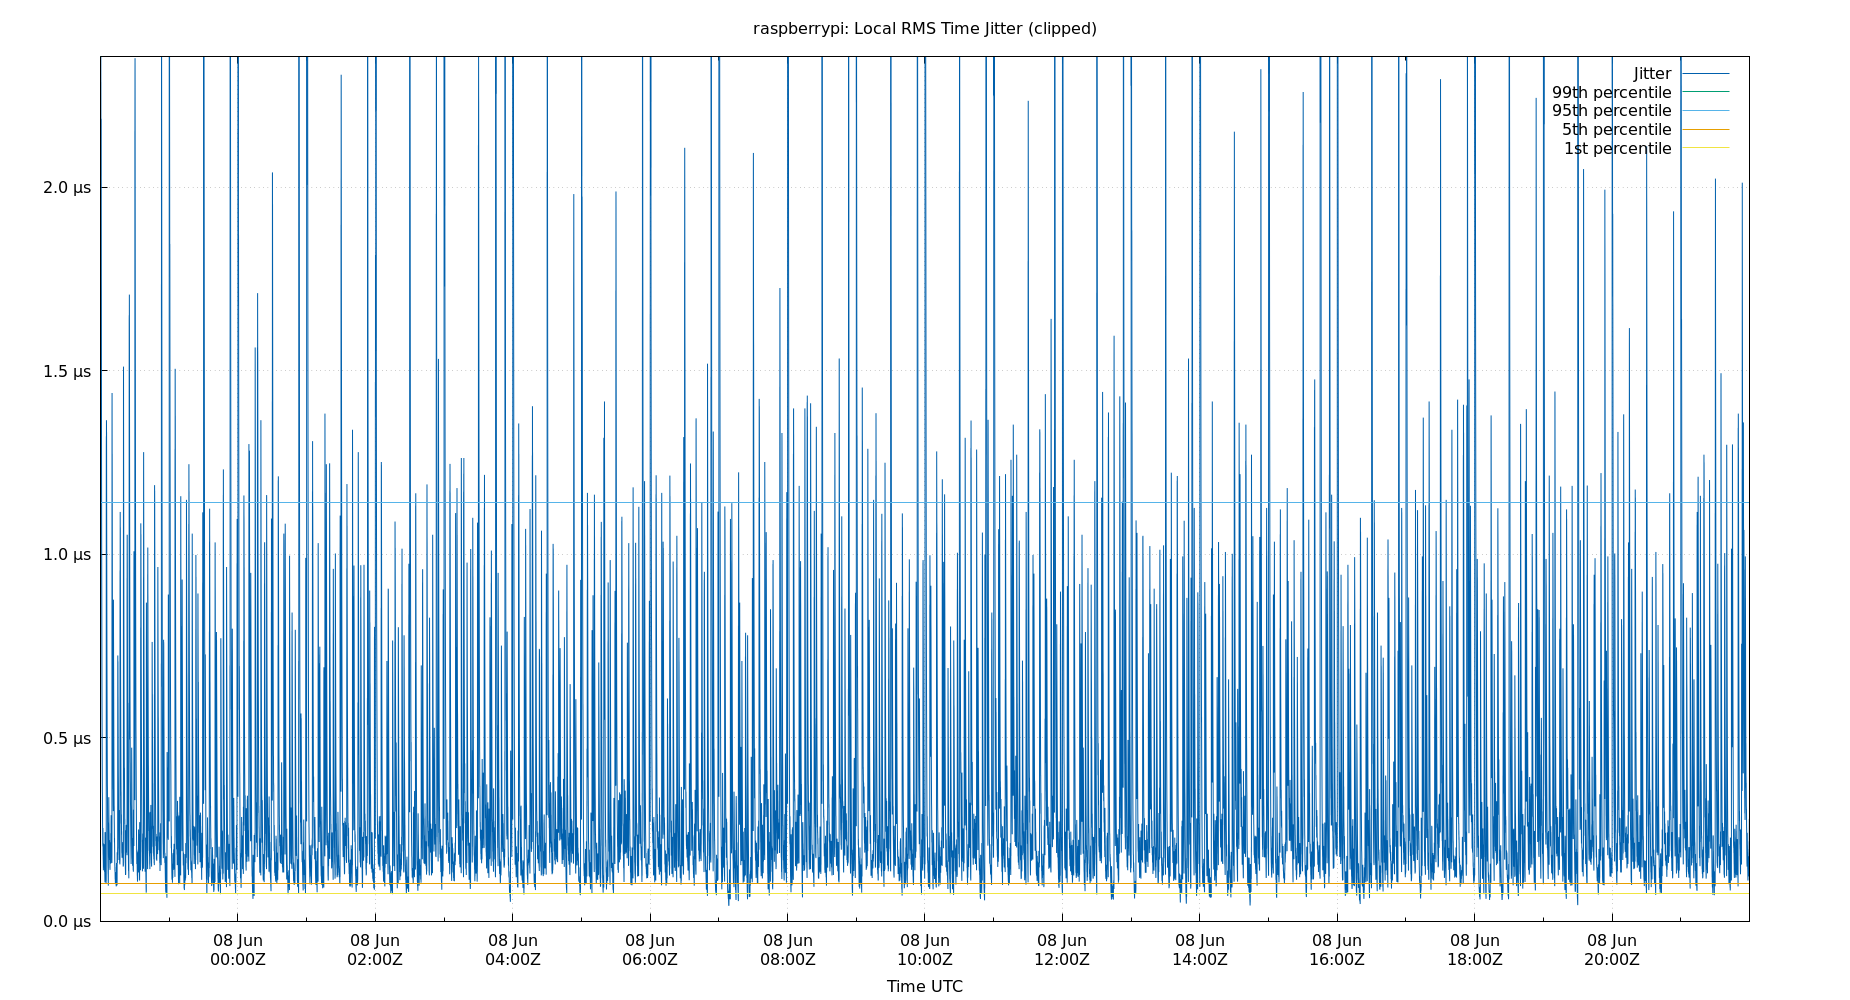 raspberrypi: Local RMS Time Jitter (clipped)
Jitter
99th percentile
95th percentile
5th percentile
1st percentile
2.0 µs
1.5 µs
1.0 µs
0.5 µs
0.0 µs
08 Jun 08 Jun 08 Jun 08 Jun 08 Jun 08 Jun 08 Jun 08 Jun 08 Jun 08 Jun 08 Jun
00:00Z 02:00Z 04:00Z 06:00Z 08:00Z 10:00Z 12:00Z 14:00Z 16:00Z 18:00Z 20:00Z
Time UTC